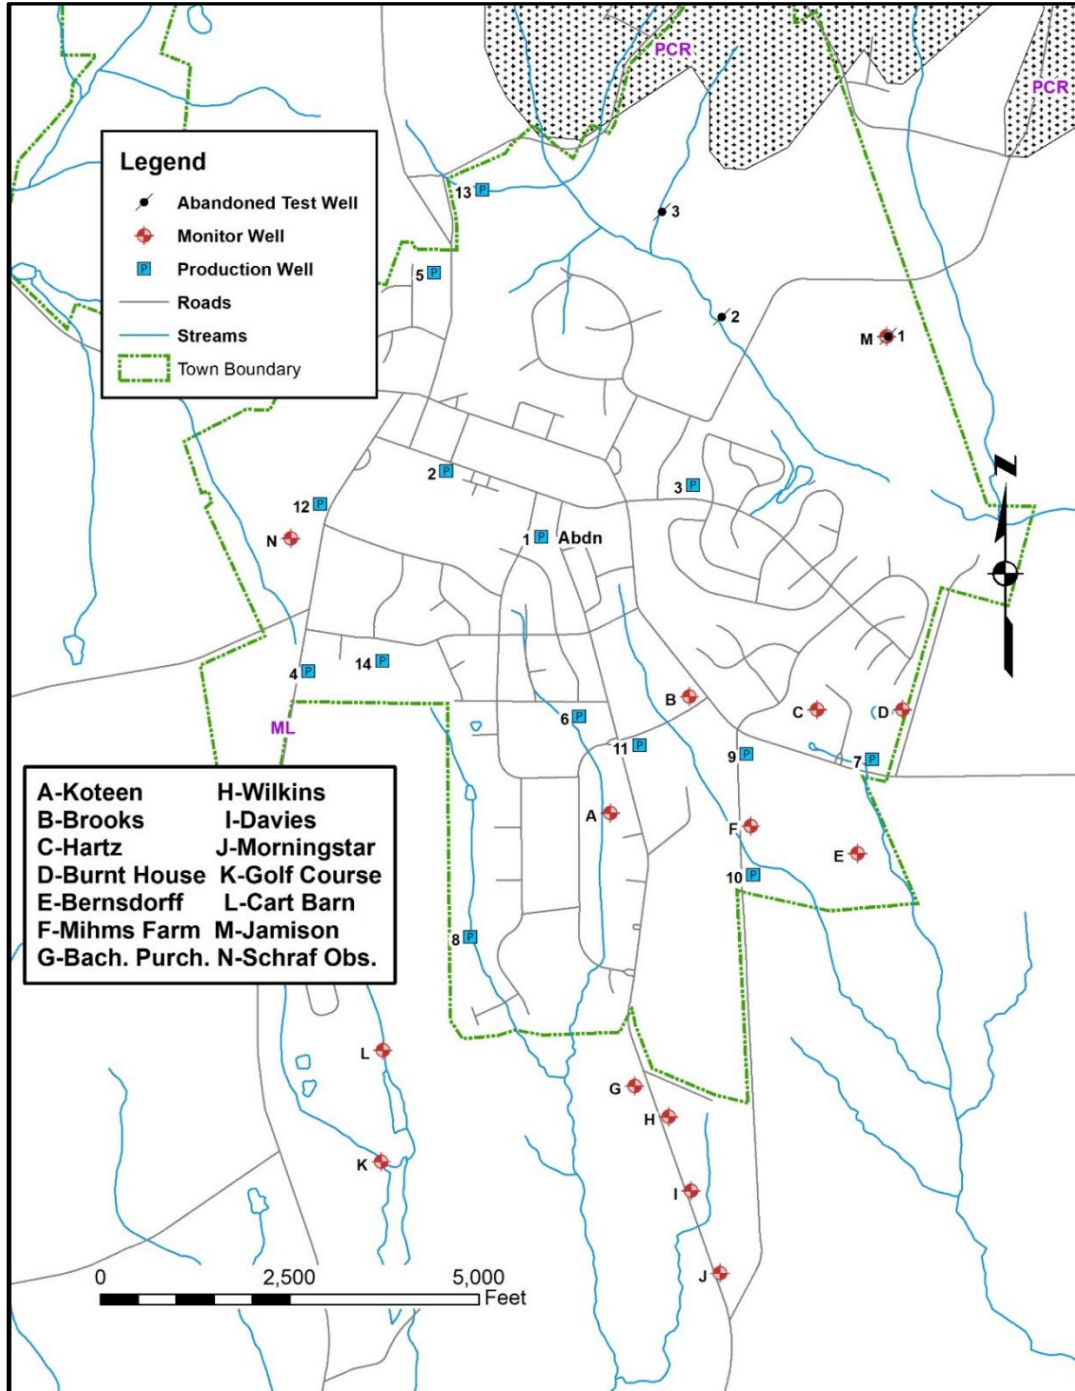 PCR
PCR
Legend
Abandoned Test Well
Monitor Well
P Production Well
Roads
Streams
Town Boundary
13 P
3
5 P
2
M 1
2 P
3 P
12 P
N
1 P Abdn
Z
4 P
14 P
B
C
D
6 P
ML
11 P
9 P
7 P
A-Koteen H-Wilkins
B-Brooks I-Davies
C-Hartz J-Morningstar
D-Burnt House K-Golf Course
E-Bernsdorff L-Cart Barn
F-Mihms Farm M-Jamison
G-Bach. Purch. N-Schraf Obs.
A
F
E
10 P
8 P
L
G
H
K
I
J
0 2,500 5,000
Feet